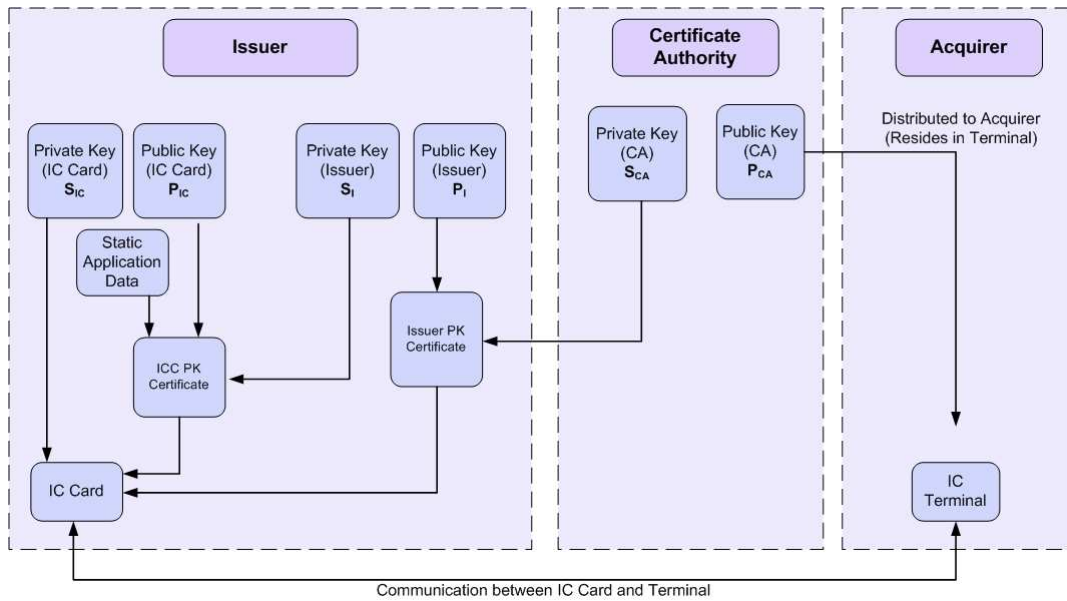 Issuer
Certificate
Authority
Acquirer
Private Key
(IC Card)
SIC
Public Key
(IC Card)
PIC
Private Key
(Issuer)
SI
Public Key
(Issuer)
PI
Private Key
(CA)
SCA
Public Key
(CA)
PCA
Distributed to Acquirer
(Resides in Terminal)
Static
Application
Data
Issuer PK
Certificate
ICC PK
Certificate
IC Card
IC
Terminal
Communication between IC Card and Terminal